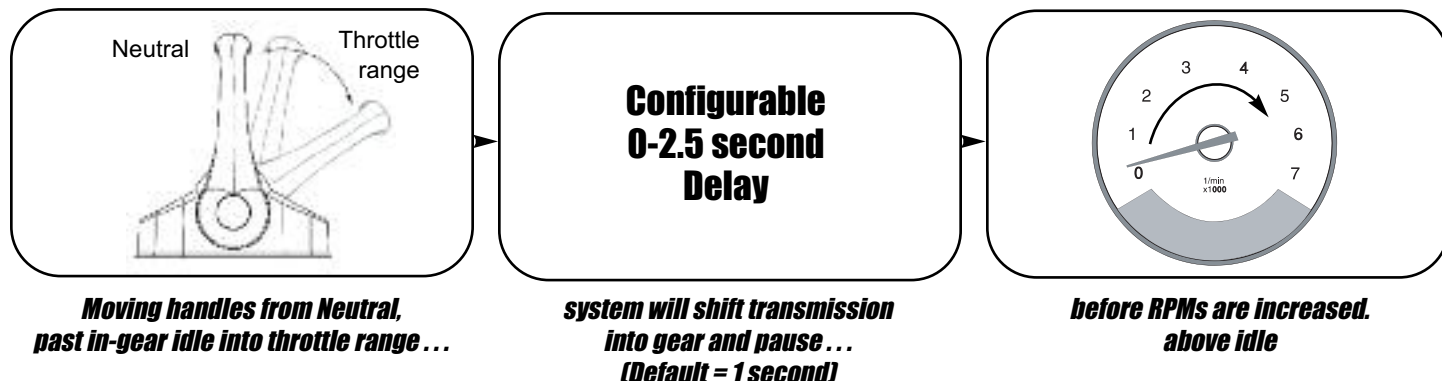 Neutral
Throttle
range
Configurable
0-2.5 second
Delay
0
1
2
3
4
5
6
7
1/min
x1000
Moving handles from Neutral,
past in-gear idle into throttle range . . .
system will shift transmission
into gear and pause . . .
(Default = 1 second)
before RPMs are increased.
above idle